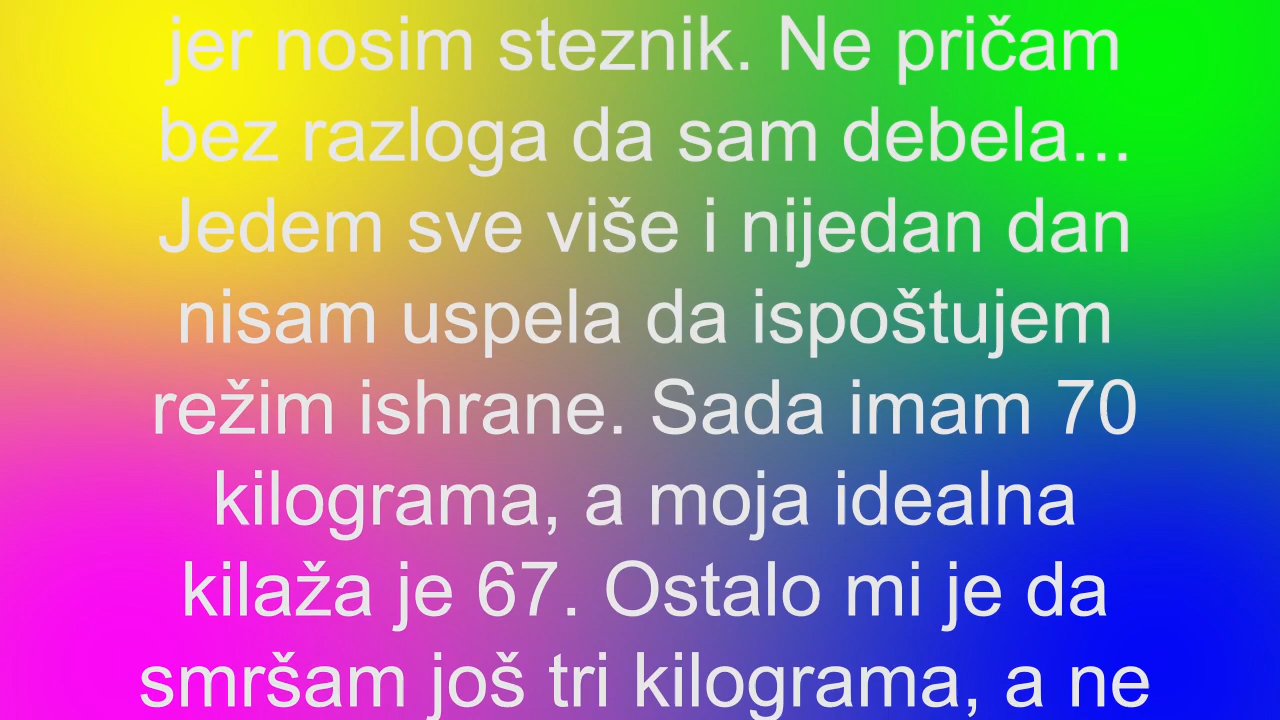 jer nosim steznik. Ne pričam
bez razloga da sam debela...
Jedem sve više i nijedan dan
nisam uspela da ispoštujem
režim ishrane. Sada imam 70
kilograma, a moja idealna
kilaža je 67. Ostalo mi je da
smršam još tri kilograma, a ne